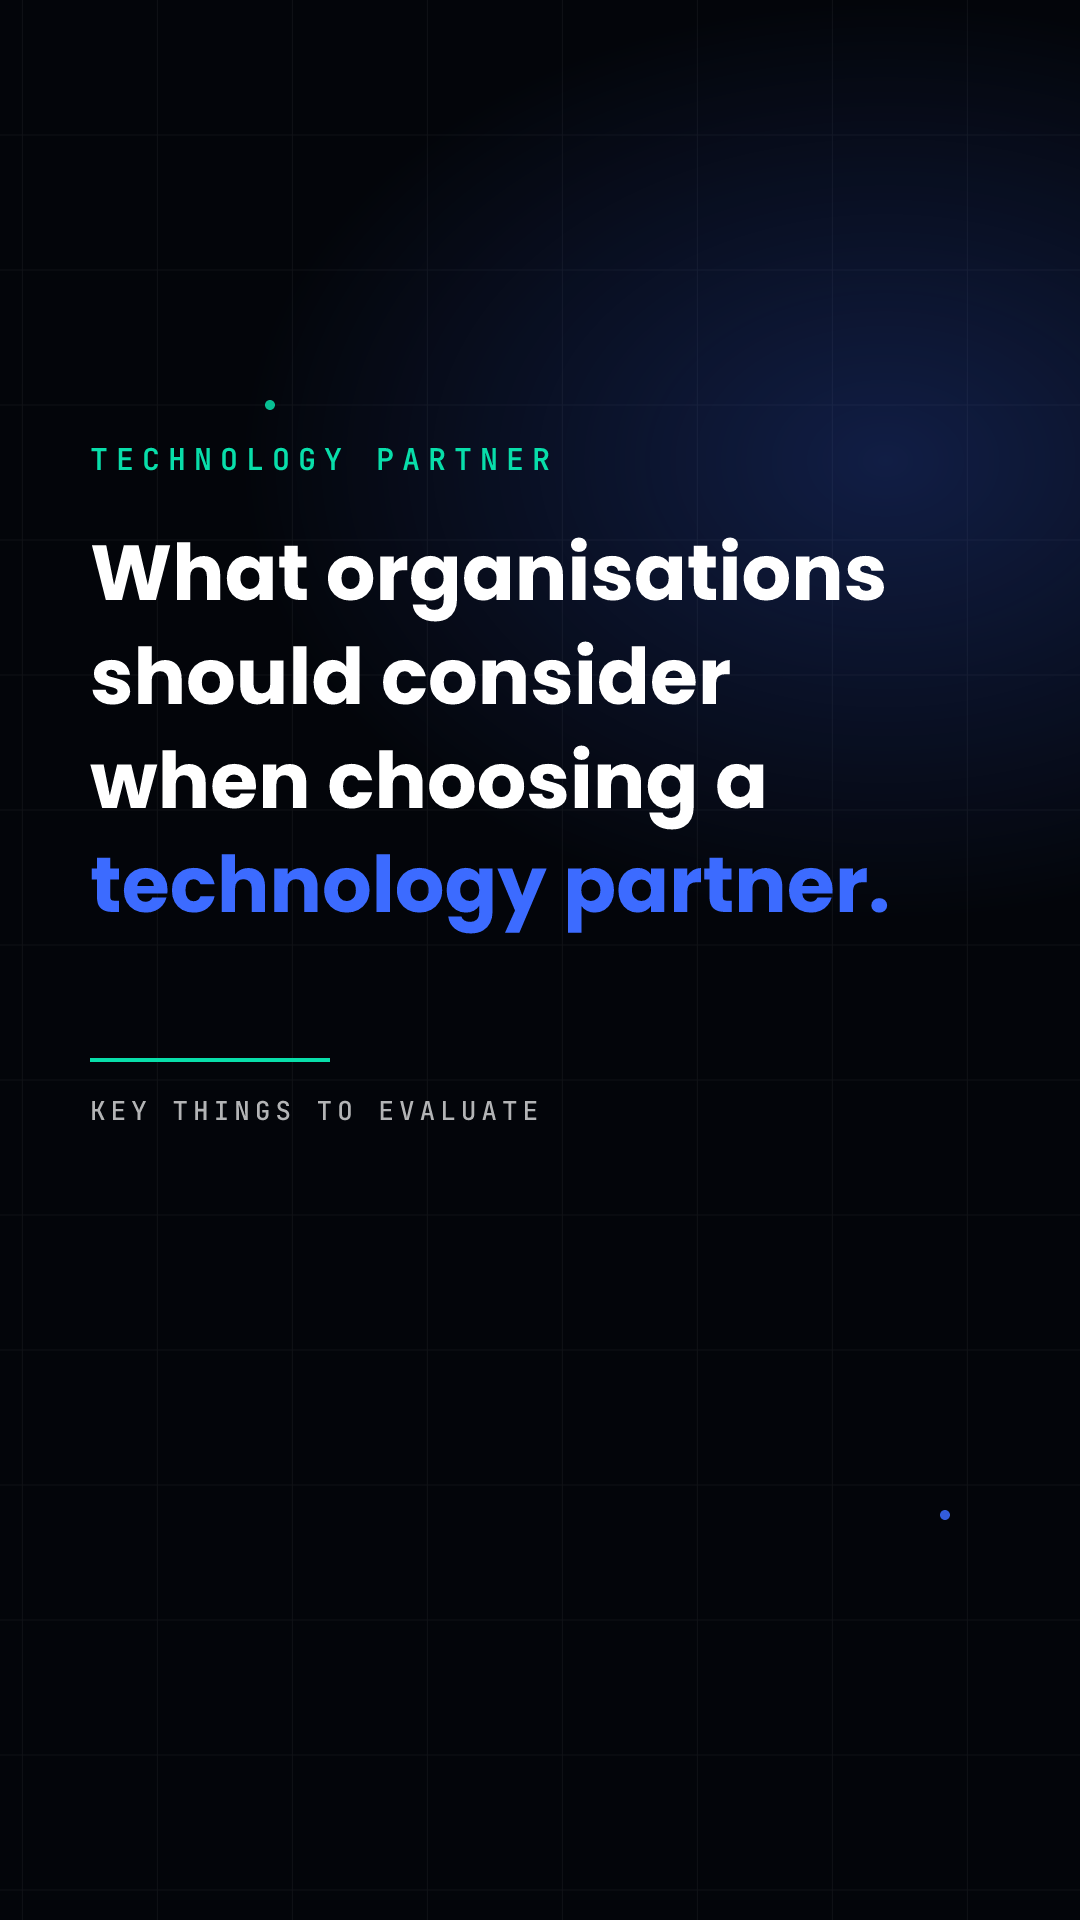 TECHNOLOGY PARTNER
What organisations
should consider
when choosing a
technology partner.
KEY THINGS TO EVALUATE